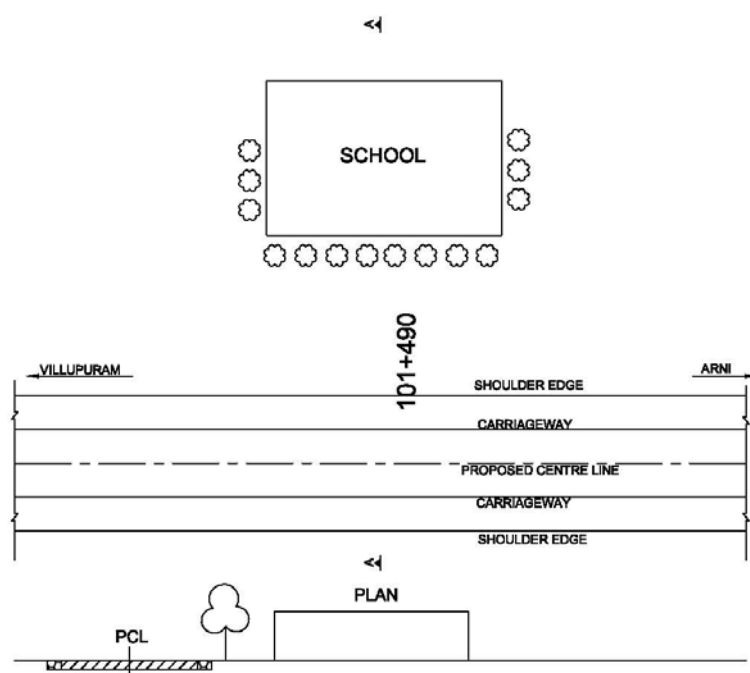 A
SCHOOL
101+490
VILLUPURAM
ARNI
SHOULDER EDGE
CARRIAGEWAY
PROPOSED CENTRE LINE
CARRIAGEWAY
SHOULDER EDGE
A
PLAN
PCL